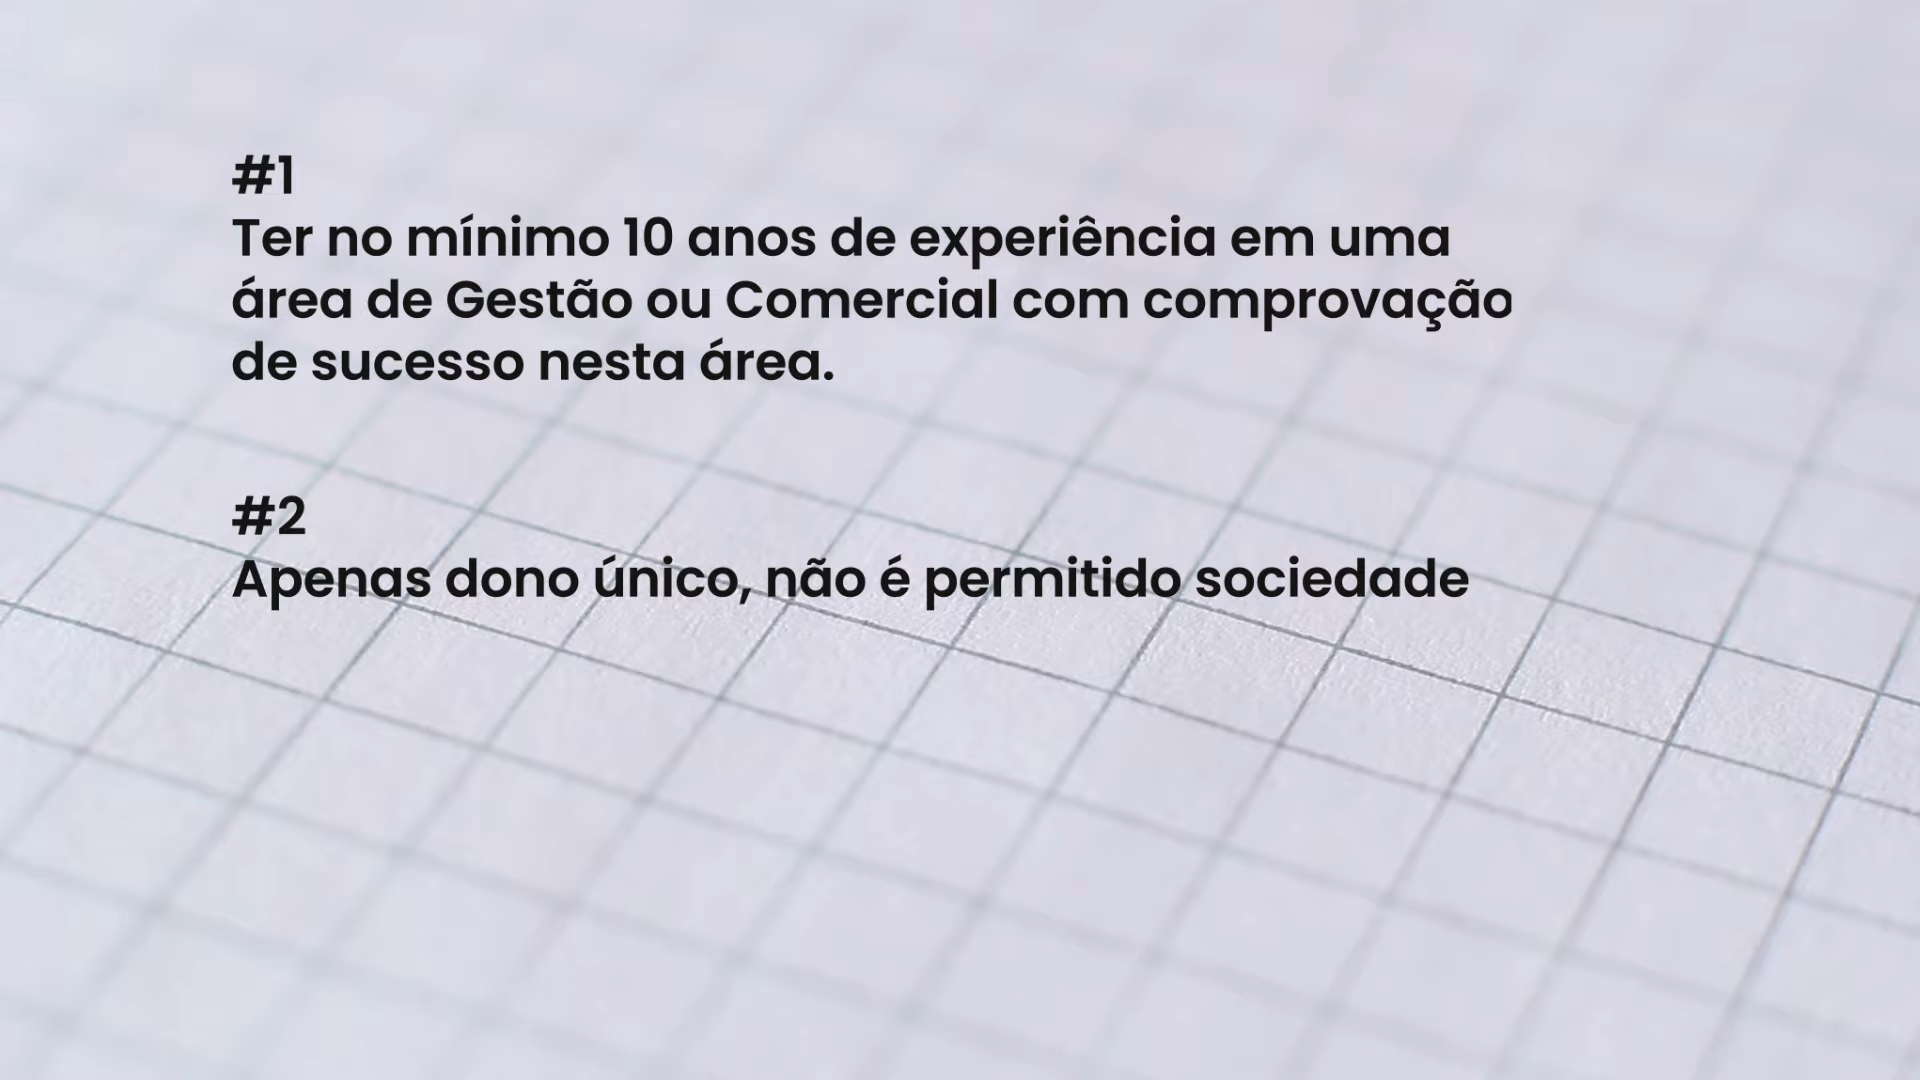 #1
Ter no mínimo 10 anos de experiência em uma
área de Gestão ou Comercial com comprovação
de sucesso nesta área.
#2
Apenas dono único, não é permitido sociedade